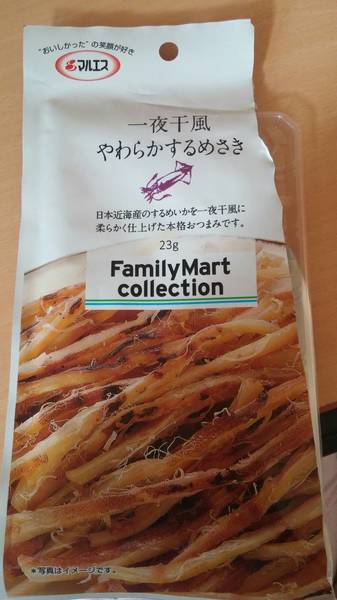 "おいしかった"の笑顔が好き
マルエス
一夜干風
やわらかするめさき
日本近海産のするめいかを一夜干風に
柔らかく仕上げた本格おつまみです。
23g
FamilyMart
collection
*写真はイメージです。